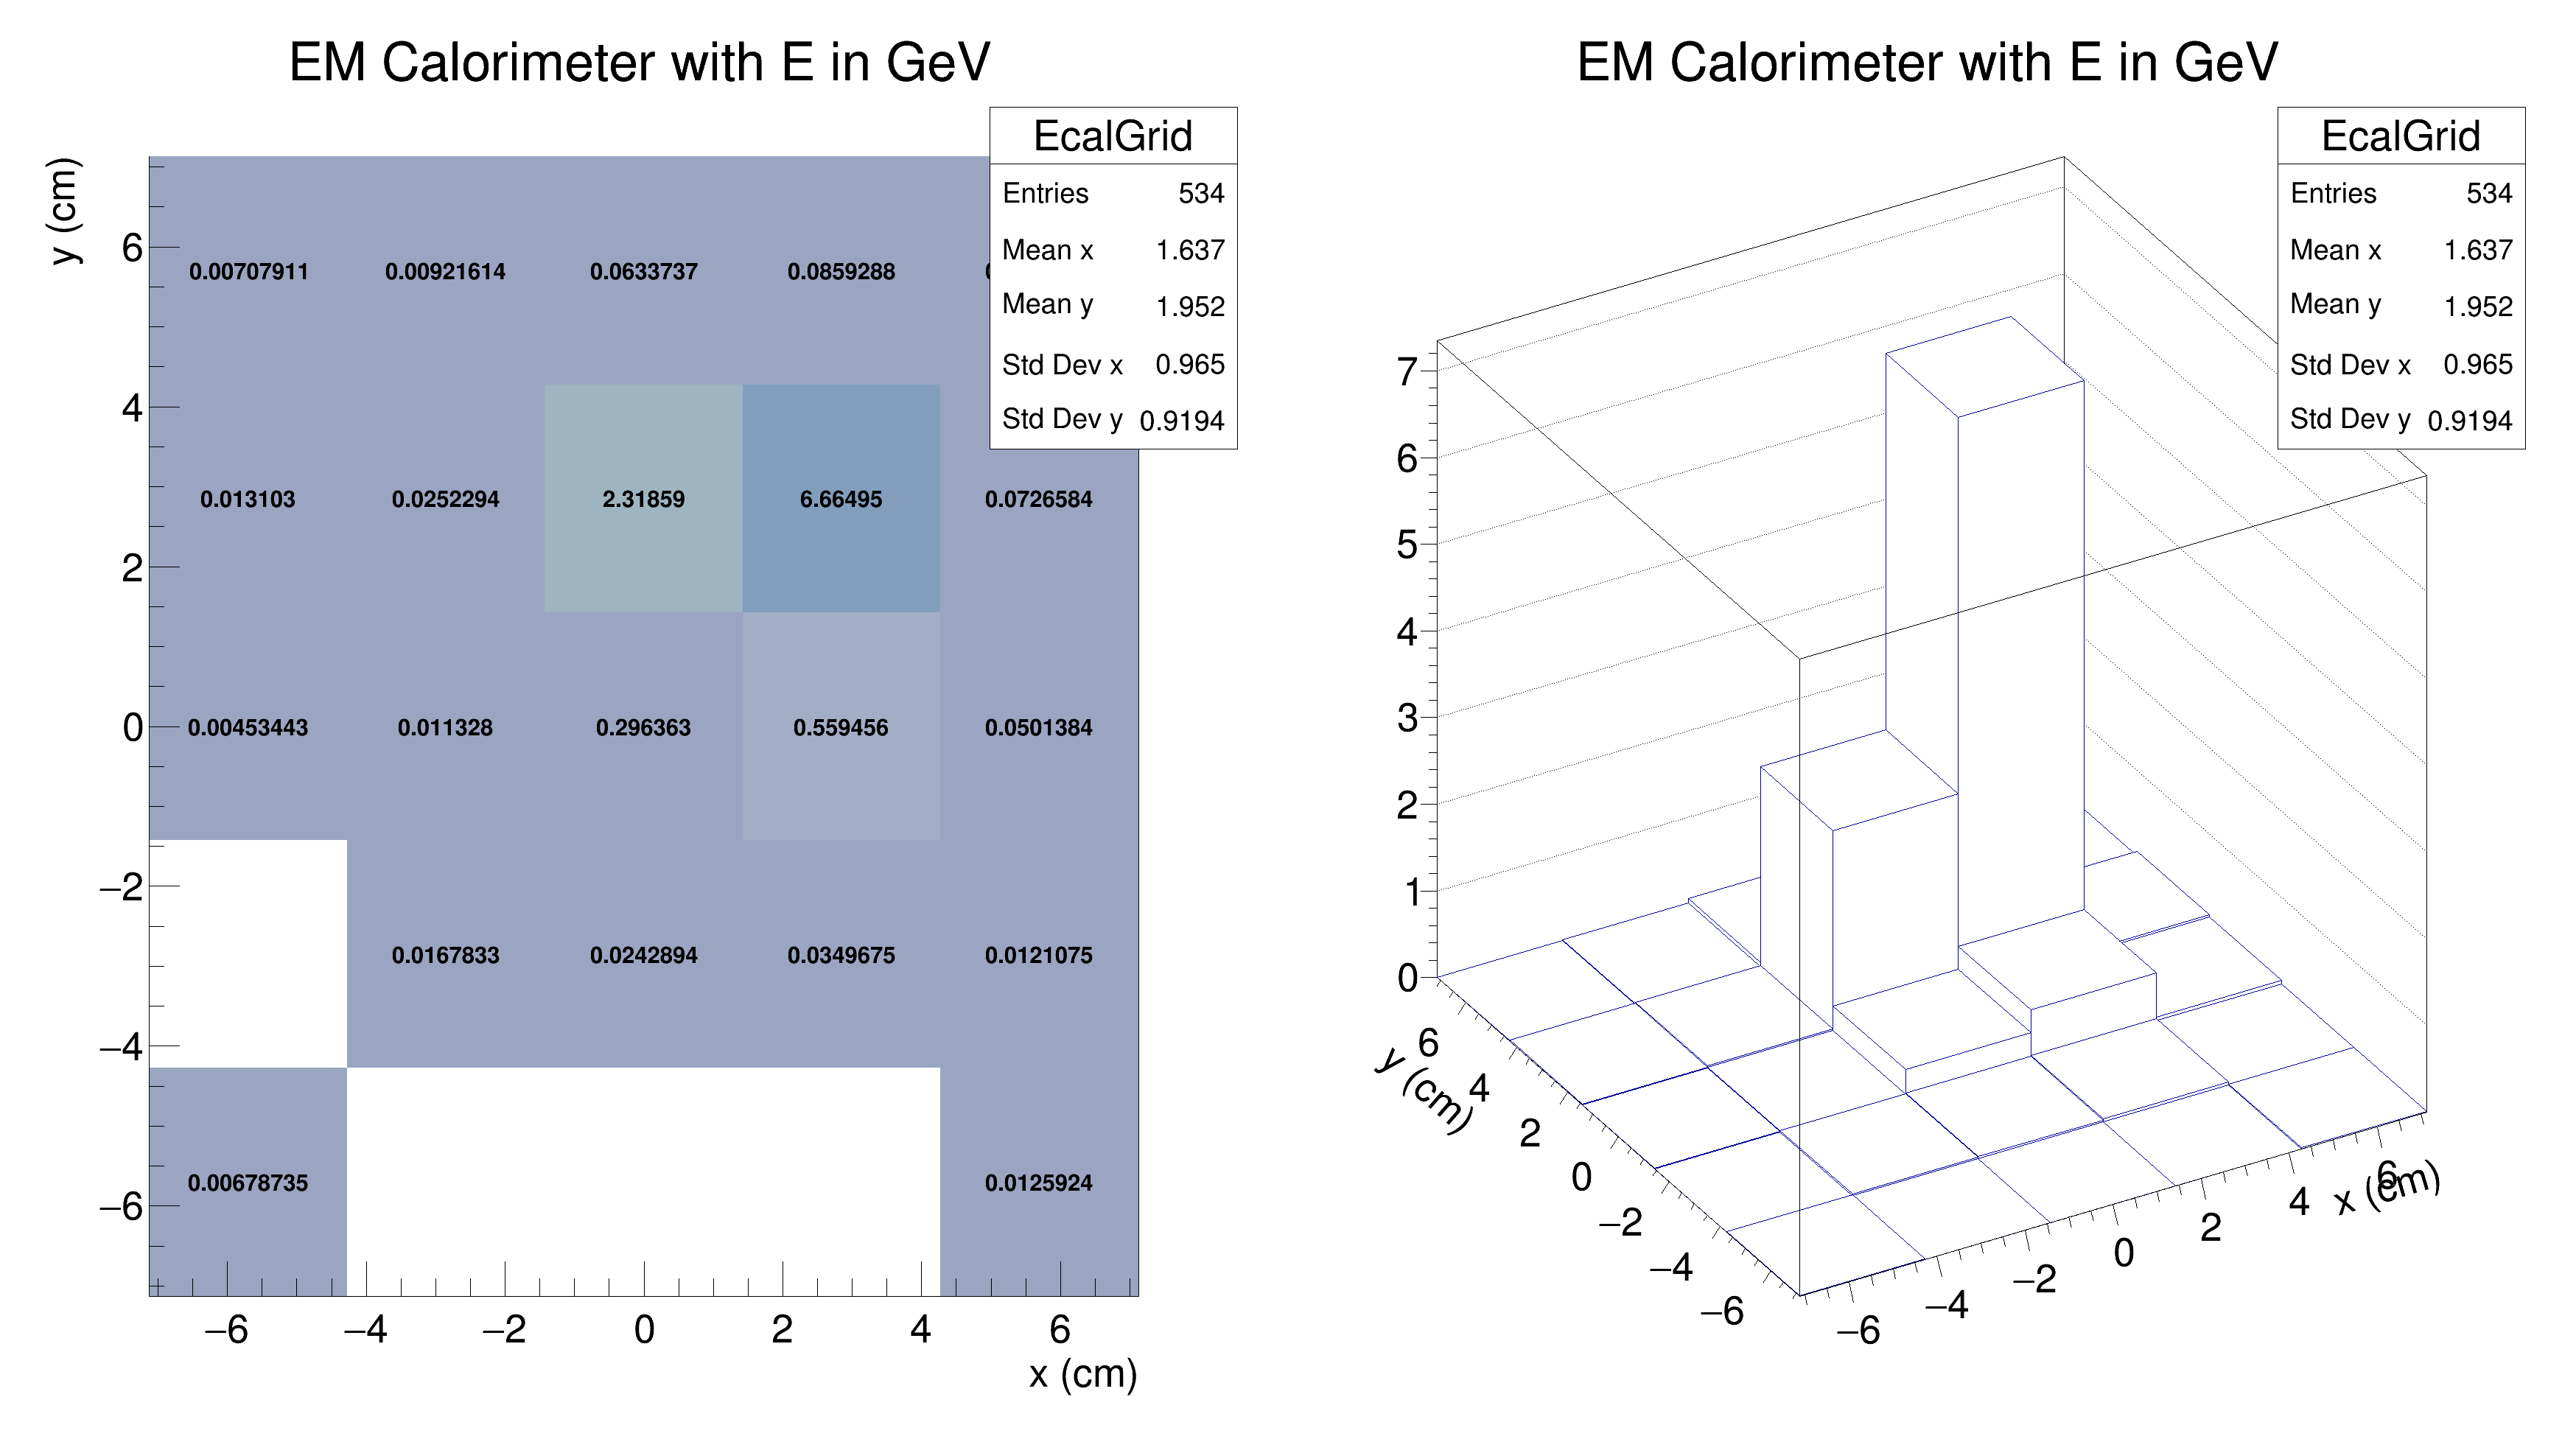 EM Calorimeter with E in GeV
EcalGrid
Entries 534
Mean x 1.637
Mean y 1.952
Std Dev x 0.965
Std Dev y 0.9194
y (cm)
6
4
2
0
−2
−4
−6
0.00707911 0.00921614 0.0633737 0.0859288
0.013103 0.0252294 2.31859 6.66495 0.0726584
0.00453443 0.011328 0.296363 0.559456 0.0501384
0.0167833 0.0242894 0.0349675 0.0121075
0.00678735 0.0125924
−6 −4 −2 0 2 4 6
x (cm)
EM Calorimeter with E in GeV
EcalGrid
Entries 534
Mean x 1.637
Mean y 1.952
Std Dev x 0.965
Std Dev y 0.9194
7
6
5
4
3
2
1
0
y (cm)
6
4
2
0
−2
−4
−6
−6
−4
−2
0
2
4
6
x (cm)